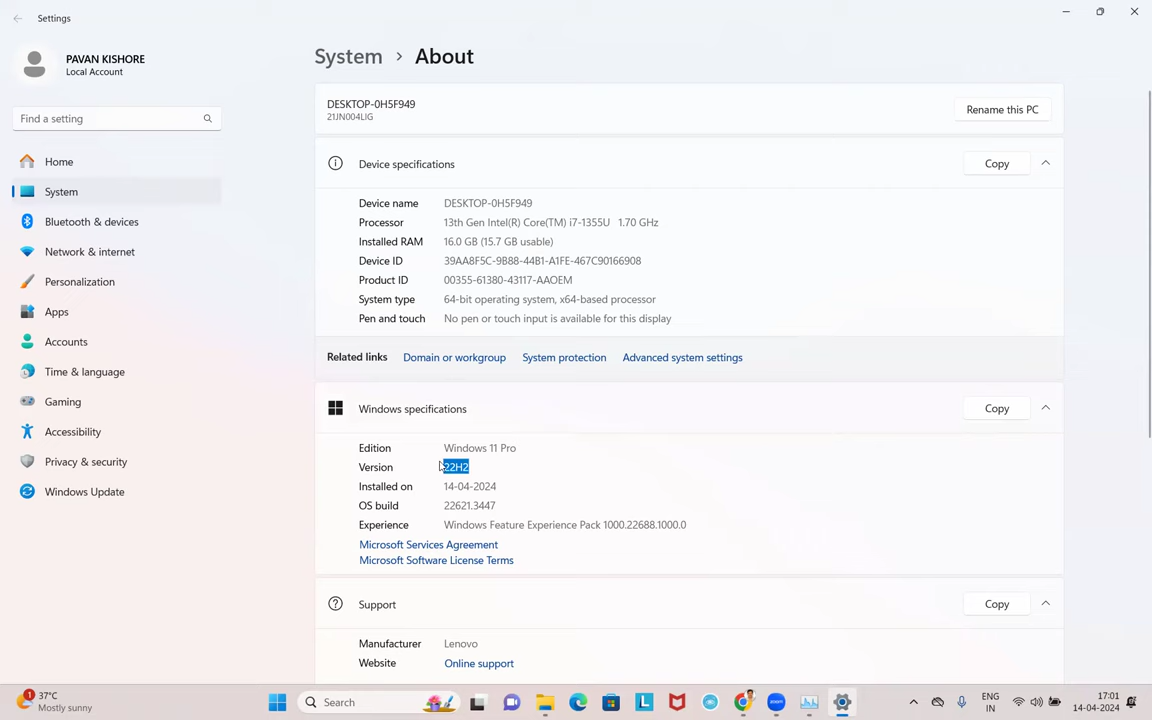 Settings
PAVAN KISHORE
Local Account
Find a setting
Home
System
Bluetooth & devices
Network & internet
Personalization
Apps
Accounts
Time & language
Gaming
Accessibility
Privacy & security
Windows Update
System > About
DESKTOP-0H5F949
21JN004LIG
Rename this PC
Device specifications
Copy
Device name DESKTOP-0H5F949
Processor 13th Gen Intel(R) Core(TM) i7-1355U 1.70 GHz
Installed RAM 16.0 GB (15.7 GB usable)
Device ID 39AA8F5C-9B88-44B1-A1FE-467C90166908
Product ID 00355-61380-43117-AAOEM
System type 64-bit operating system, x64-based processor
Pen and touch No pen or touch input is available for this display
Related links Domain or workgroup System protection Advanced system settings
Windows specifications
Copy
Edition Windows 11 Pro
Version 22H2
Installed on 14-04-2024
OS build 22621.3447
Experience Windows Feature Experience Pack 1000.22688.1000.0
Microsoft Services Agreement
Microsoft Software License Terms
Support
Copy
Manufacturer Lenovo
Website Online support
1
37°C
Mostly sunny
Search
L
zoom
ENG
IN
17:01
14-04-2024